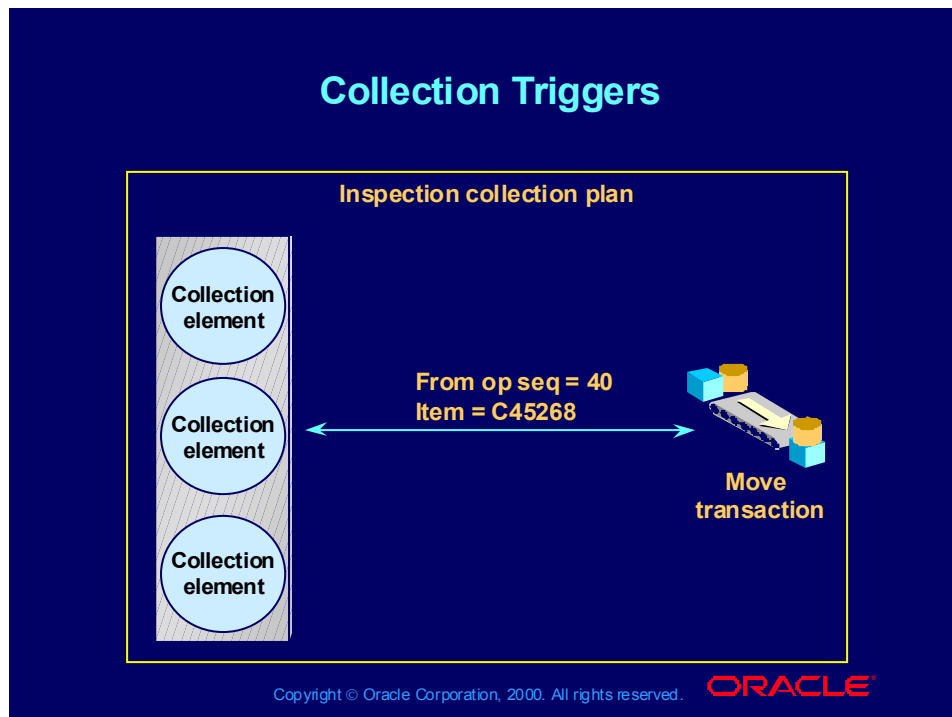 Collection Triggers
Inspection collection plan
Collection
element
Collection
element
Collection
element
From op seq = 40
Item = C45268
Move
transaction
Copyright © Oracle Corporation, 2000. All rights reserved.
ORACLE®